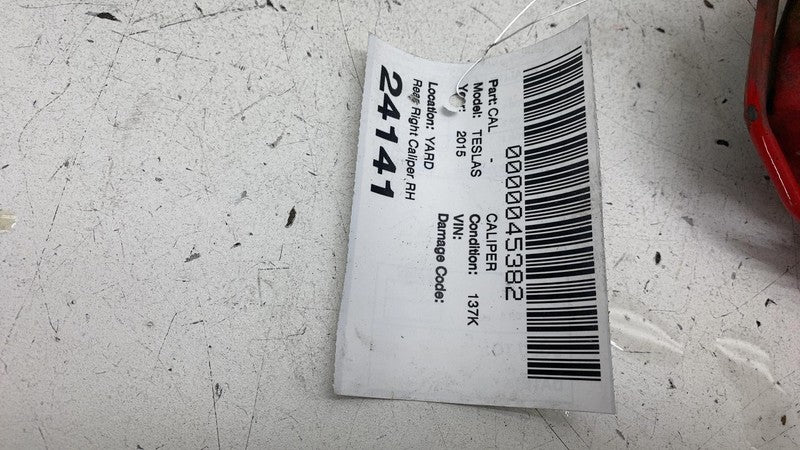 0000045382
Part: CAL - CALIPER
Model: TESLAS Condition: 137K
Year: 2015 VIN:
Damage Code:
Location: YARD
Rear Right Caliper RH
24141